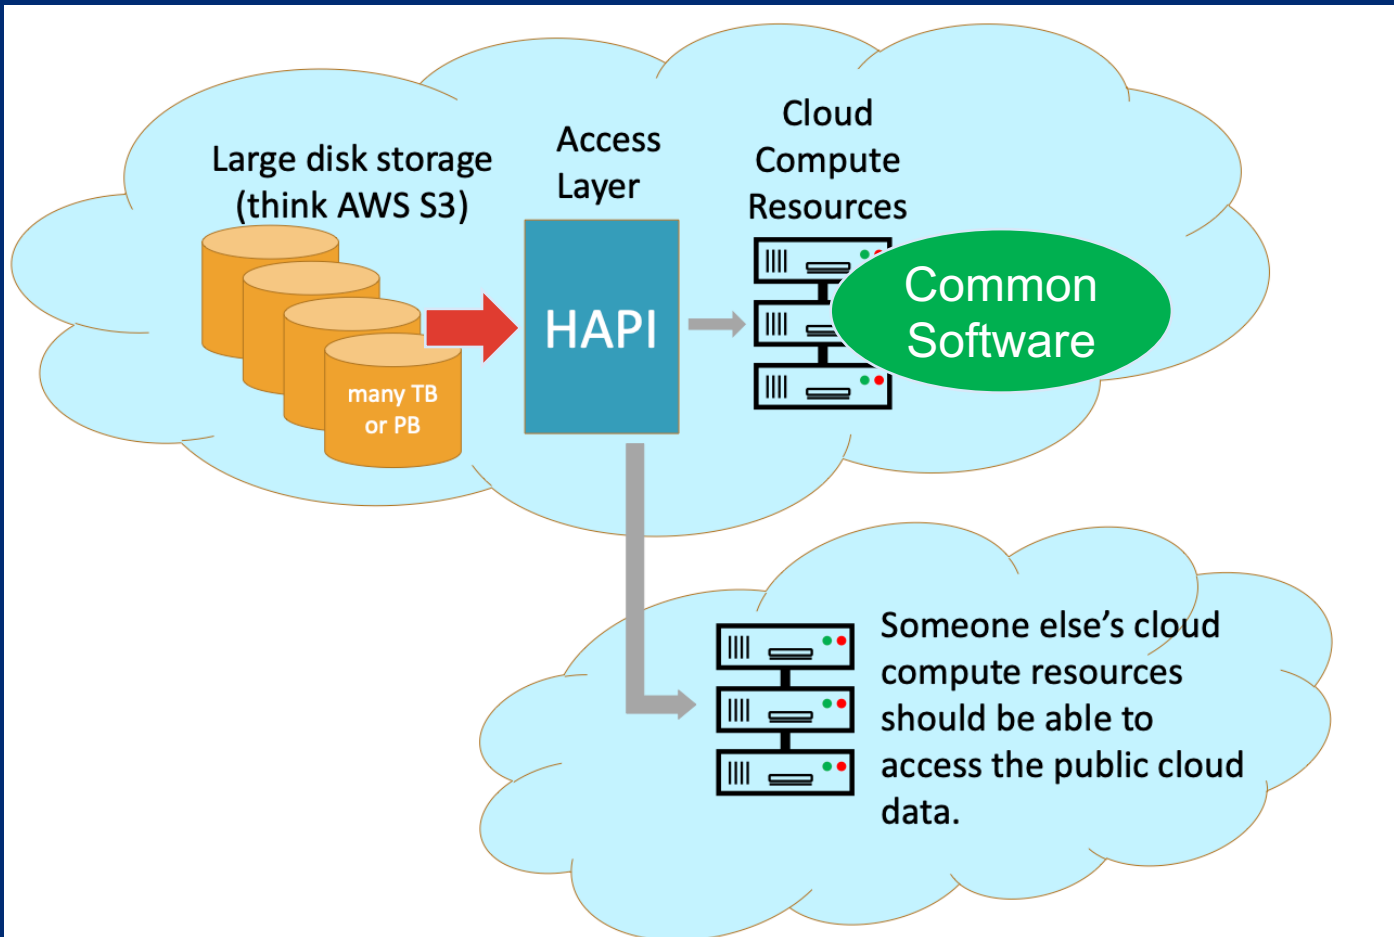 Large disk storage
(think AWS S3)
many TB
or PB
Access
Layer
HAPI
Cloud
Compute
Resources
Common
Software
Someone else’s cloud
compute resources
should be able to
access the public cloud
data.